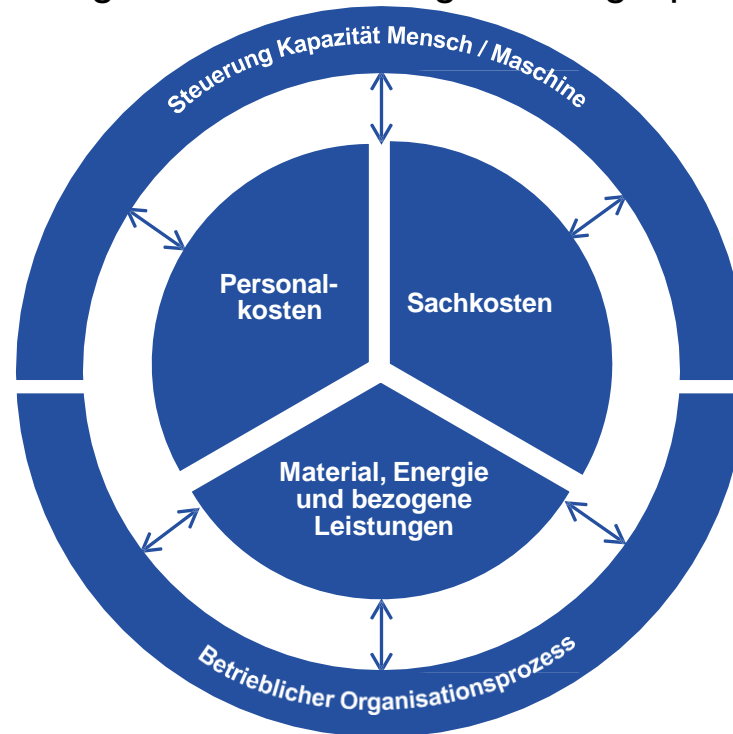 Steuerung Kapazität Mensch / Maschine
Personal-
kosten
Sachkosten
Material, Energie
und bezogene
Leistungen
Betrieblicher Organisationsprozess